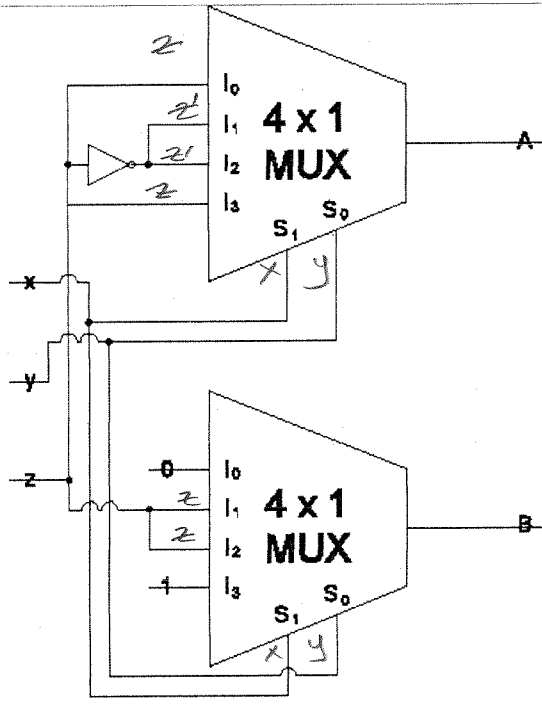 z
I₀
z' I₁ 4 x 1 A
z' I₂ MUX
z I₃ S₀
S₁
x y
x
y
0 I₀
z
z I₁ 4 x 1 B
z I₂ MUX
1 I₃ S₀
S₁
x y